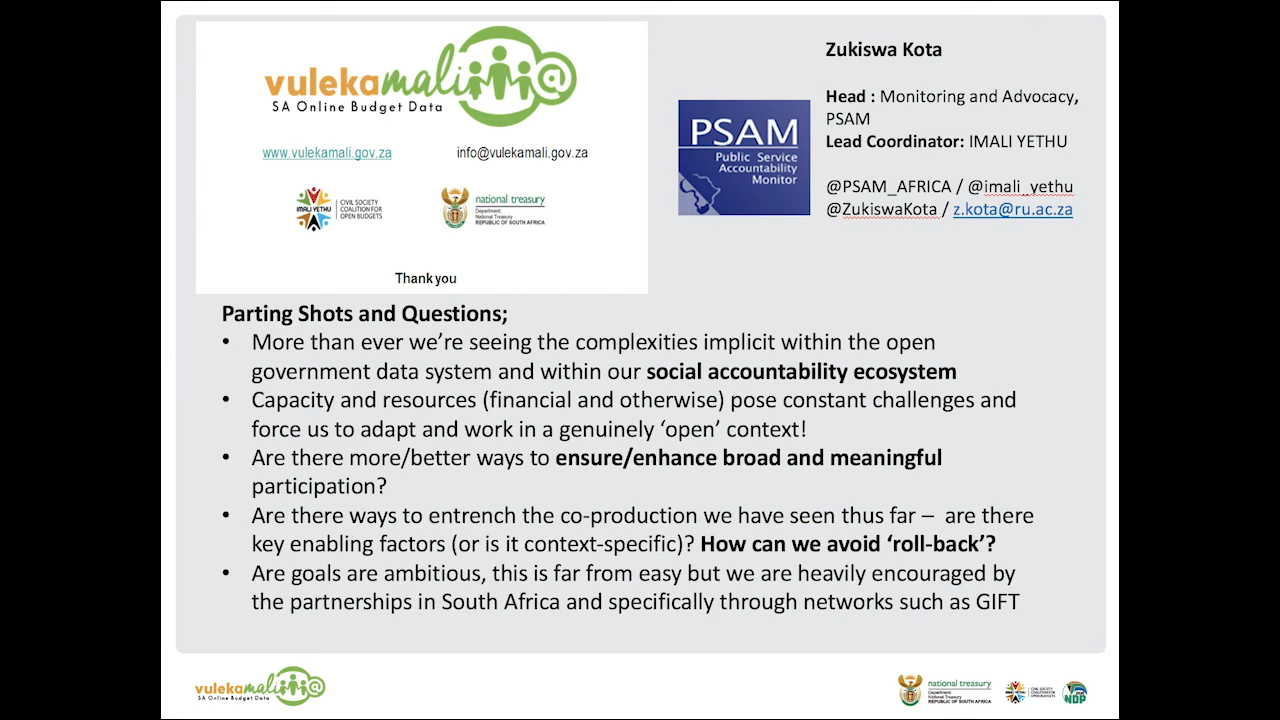 vulekamali@
SA Online Budget Data
www.vulekamali.gov.za
info@vulekamali.gov.za
IMALI YETHU
CIVIL SOCIETY
COALITION FOR
OPEN BUDGETS
national treasury
Department:
National Treasury
REPUBLIC OF SOUTH AFRICA
Thank you
PSAM
Public Service
Accountability
Monitor
Zukiswa Kota
Head : Monitoring and Advocacy,
PSAM
Lead Coordinator: IMALI YETHU
@PSAM_AFRICA / @imali_yethu
@ZukiswaKota / z.kota@ru.ac.za
Parting Shots and Questions;
• More than ever we’re seeing the complexities implicit within the open
government data system and within our social accountability ecosystem
• Capacity and resources (financial and otherwise) pose constant challenges and
force us to adapt and work in a genuinely ‘open’ context!
• Are there more/better ways to ensure/enhance broad and meaningful
participation?
• Are there ways to entrench the co-production we have seen thus far – are there
key enabling factors (or is it context-specific)? How can we avoid ‘roll-back’?
• Are goals are ambitious, this is far from easy but we are heavily encouraged by
the partnerships in South Africa and specifically through networks such as GIFT
vulekamali@
SA Online Budget Data
national treasury
Department:
National Treasury
REPUBLIC OF SOUTH AFRICA
CIVIL SOCIETY
COALITION FOR
OPEN BUDGETS
NDP